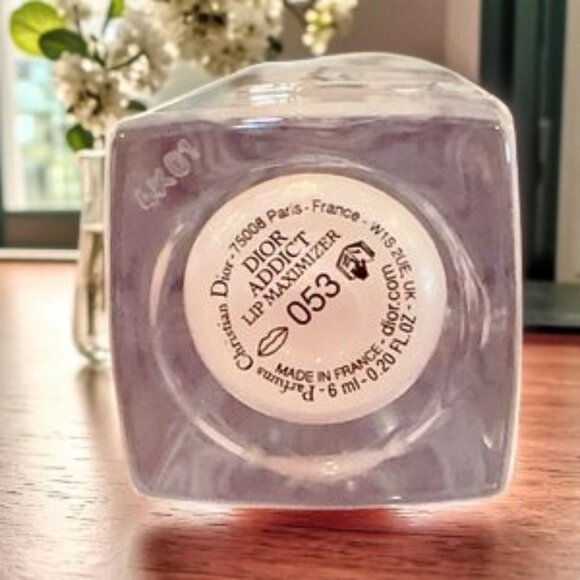 Parfums Christian Dior - 75008 Paris - France - W1S 2UE, UK - dior.com
DIOR
ADDICT
LIP MAXIMIZER
053
MADE IN FRANCE
- 6 ml - 0.20 FL.OZ -